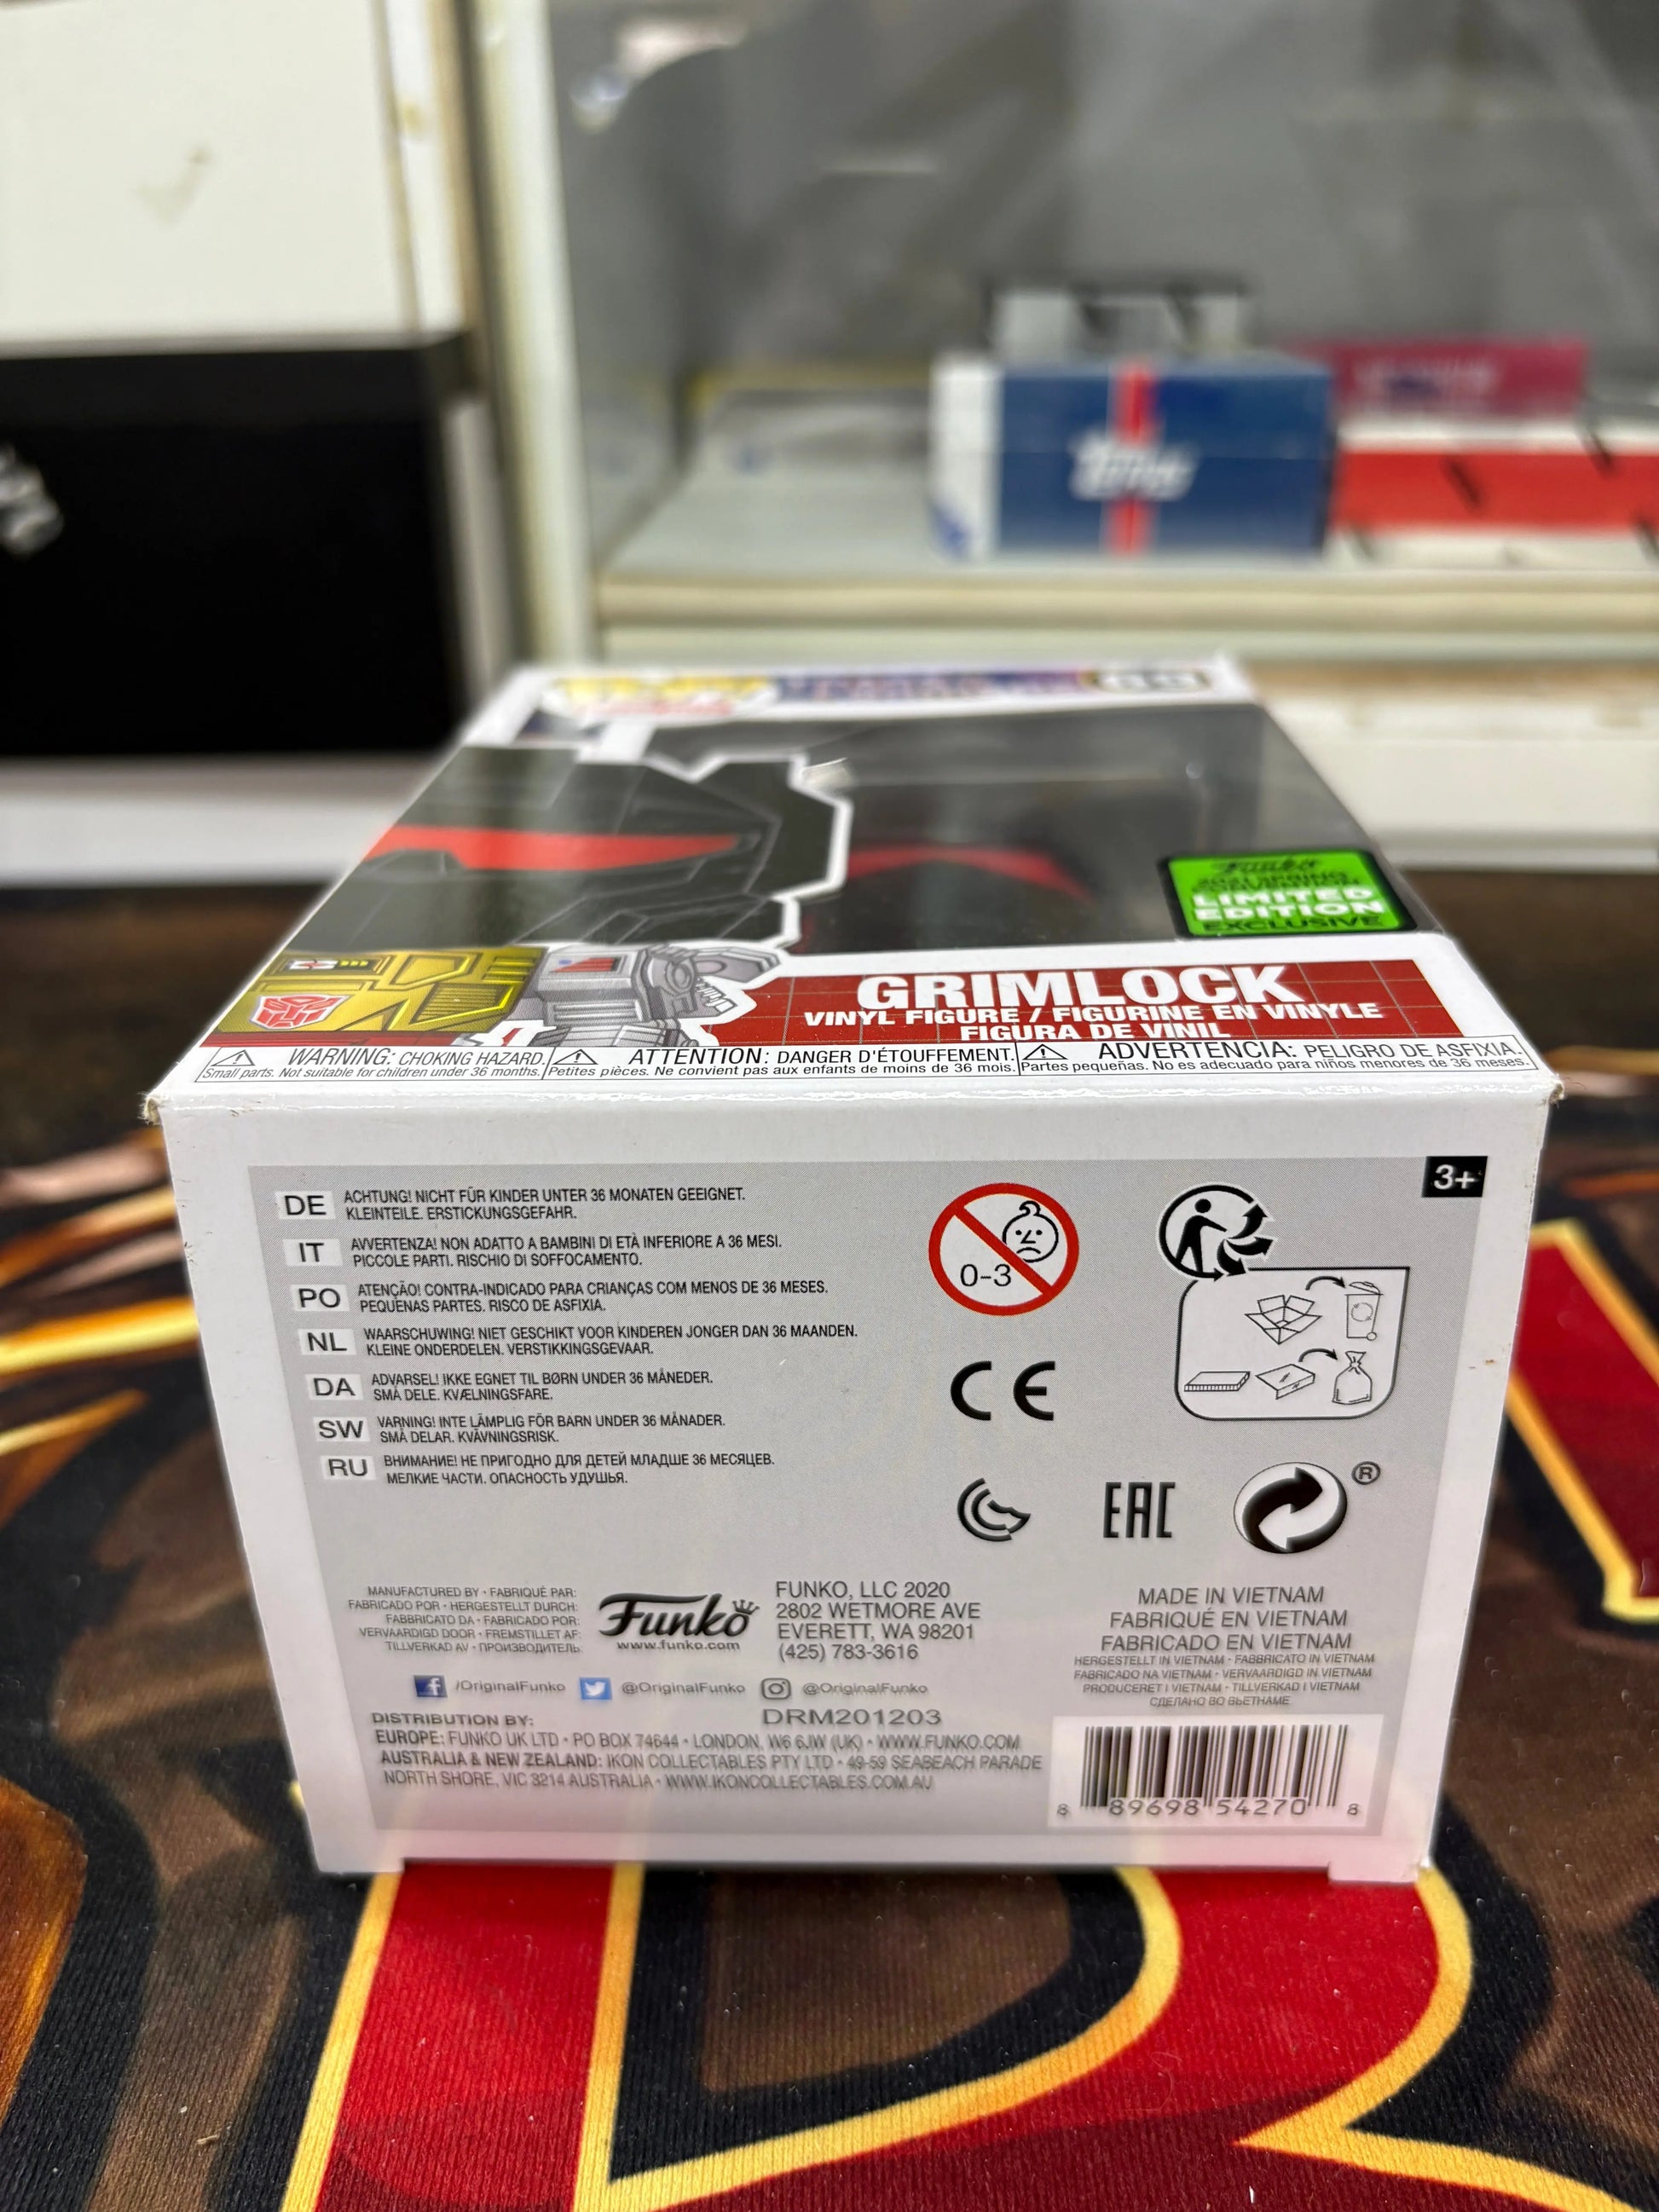 topps
Funko
2021 SPRING
LIMITED
EDITION
EXCLUSIVE
GRIMLOCK
VINYL FIGURE / FIGURINE EN VINYLE
FIGURA DE VINIL
WARNING: CHOKING HAZARD.
Small parts. Not suitable for children under 36 months.
ATTENTION: DANGER D'ÉTOUFFEMENT.
Petites pièces. Ne convient pas aux enfants de moins de 36 mois.
ADVERTENCIA: PELIGRO DE ASFIXIA.
Partes pequeñas. No es adecuado para niños menores de 36 meses.
3+
DE ACHTUNG! NICHT FÜR KINDER UNTER 36 MONATEN GEEIGNET.
KLEINTEILE. ERSTICKUNGSGEFAHR.
IT AVVERTENZA! NON ADATTO A BAMBINI DI ETÀ INFERIORE A 36 MESI.
PICCOLE PARTI. RISCHIO DI SOFFOCAMENTO.
PO ATENÇÃO! CONTRA-INDICADO PARA CRIANÇAS COM MENOS DE 36 MESES.
PEQUENAS PARTES. RISCO DE ASFIXIA.
NL WAARSCHUWING! NIET GESCHIKT VOOR KINDEREN JONGER DAN 36 MAANDEN.
KLEINE ONDERDELEN. VERSTIKKINGSGEVAAR.
DA ADVARSEL! IKKE EGNET TIL BØRN UNDER 36 MÅNEDER.
SMÅ DELE. KVÆLNINGSFARE.
SW VARNING! INTE LÄMPLIG FÖR BARN UNDER 36 MÅNADER.
SMÅ DELAR. KVÄVNINGSRISK.
RU ВНИМАНИЕ! НЕ ПРИГОДНО ДЛЯ ДЕТЕЙ МЛАДШЕ 36 МЕСЯЦЕВ.
МЕЛКИЕ ЧАСТИ. ОПАСНОСТЬ УДУШЬЯ.
0-3
CE
EAC
®
MANUFACTURED BY • FABRIQUÉ PAR:
FABRICADO POR • HERGESTELLT DURCH:
FABBRICATO DA • FABRICADO POR:
VERVAARDIGD DOOR • FREMSTILLET AF:
TILLVERKAD AV • ПРОИЗВОДИТЕЛЬ:
Funko
www.funko.com
FUNKO, LLC 2020
2802 WETMORE AVE
EVERETT, WA 98201
(425) 783-3616
MADE IN VIETNAM
FABRIQUÉ EN VIETNAM
FABRICADO EN VIETNAM
HERGESTELLT IN VIETNAM • FABBRICATO IN VIETNAM
FABRICADO NA VIETNAM • VERVAARDIGD IN VIETNAM
PRODUCERET I VIETNAM • TILLVERKAD I VIETNAM
СДЕЛАНО ВО ВЬЕТНАМЕ
/OriginalFunko @OriginalFunko @OriginalFunko
DRM201203
DISTRIBUTION BY:
EUROPE: FUNKO UK LTD • PO BOX 74644 • LONDON, W6 6JW (UK) • WWW.FUNKO.COM
AUSTRALIA & NEW ZEALAND: IKON COLLECTABLES PTY LTD • 49-59 SEABEACH PARADE
NORTH SHORE, VIC 3214 AUSTRALIA • WWW.IKONCOLLECTABLES.COM.AU
8 89698 54270 8